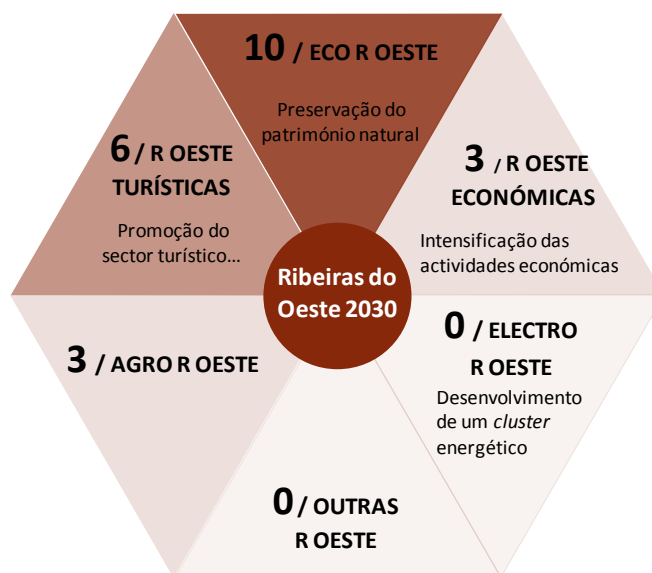 10 / ECO R OESTE
Preservação do
património natural
3 / R OESTE
ECONÓMICAS
Intensificação das
actividades económicas
0 / ELECTRO
R OESTE
Desenvolvimento
de um cluster
energético
0 / OUTRAS
R OESTE
3 / AGRO R OESTE
6 / R OESTE
TURÍSTICAS
Promoção do
sector turístico...
Ribeiras do
Oeste 2030